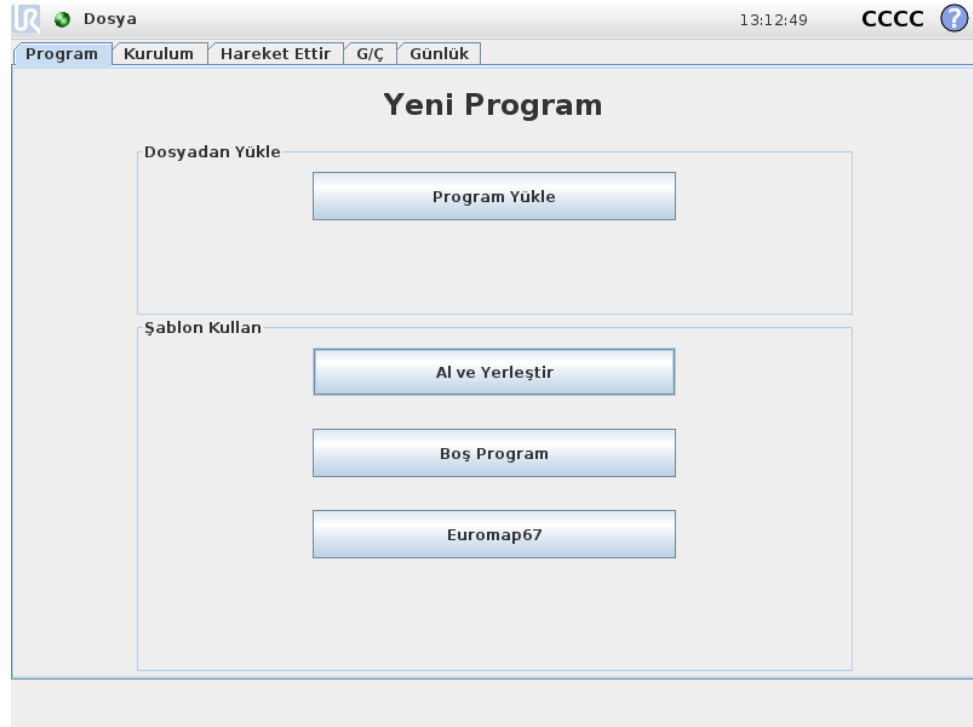 UR Dosya 13:12:49 CCCC ?
Program Kurulum Hareket Ettir G/Ç Günlük
Yeni Program
Dosyadan Yükle
Program Yükle
Şablon Kullan
Al ve Yerleştir
Boş Program
Euromap67